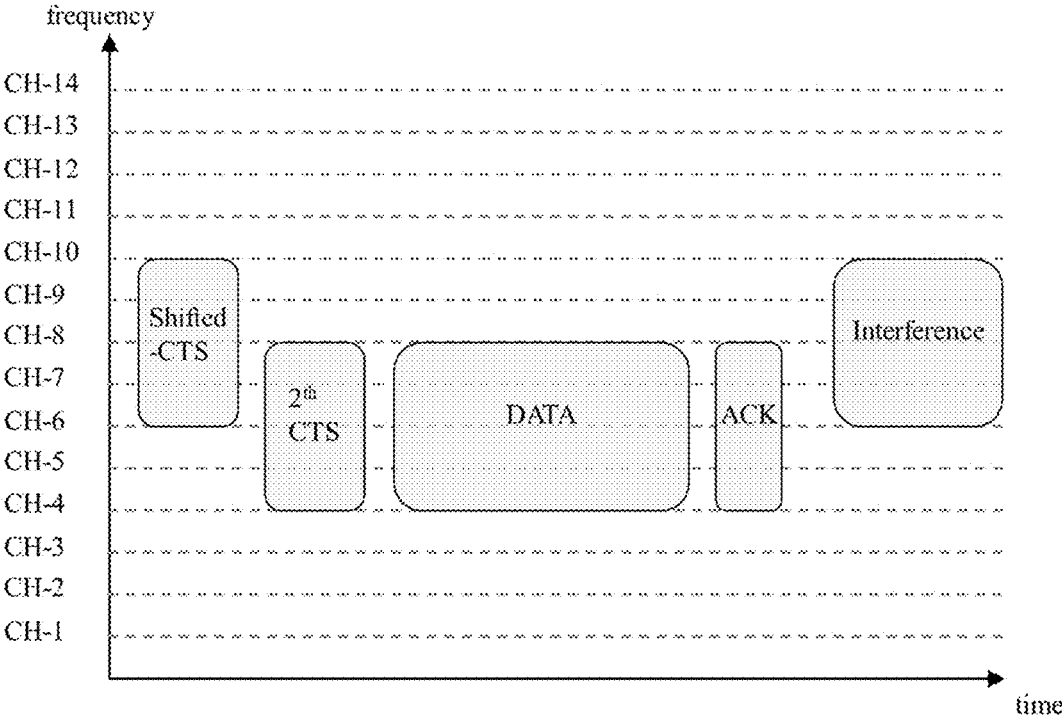 frequency
CH-14
CH-13
CH-12
CH-11
CH-10
CH-9
CH-8
CH-7
CH-6
CH-5
CH-4
CH-3
CH-2
CH-1
Shifted
-CTS
2th
CTS
DATA
ACK
Interference
time